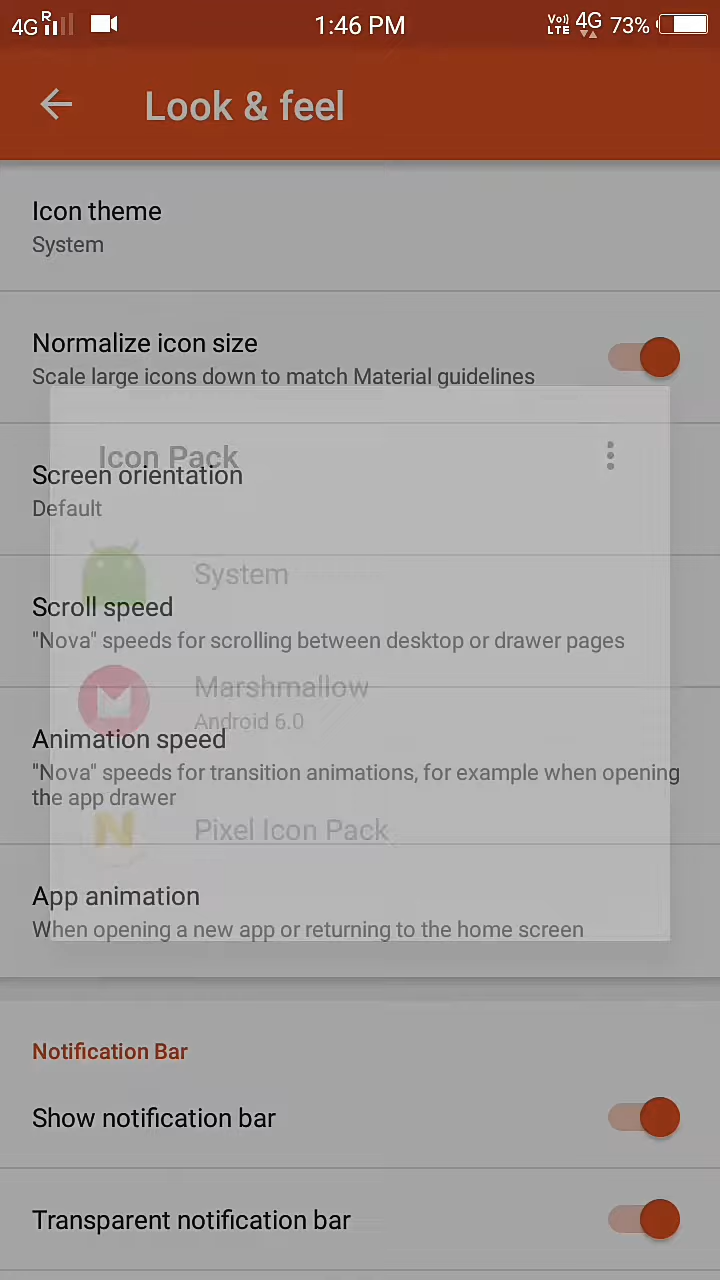 4G R 1:46 PM Vo)) LTE 4G 73%
Look & feel
Icon theme
System
Normalize icon size
Scale large icons down to match Material guidelines
Icon Pack
Screen orientation
Default
System
Scroll speed
"Nova" speeds for scrolling between desktop or drawer pages
Marshmallow
Android 6.0
Animation speed
"Nova" speeds for transition animations, for example when opening
the app drawer
N
Pixel Icon Pack
App animation
When opening a new app or returning to the home screen
Notification Bar
Show notification bar
Transparent notification bar